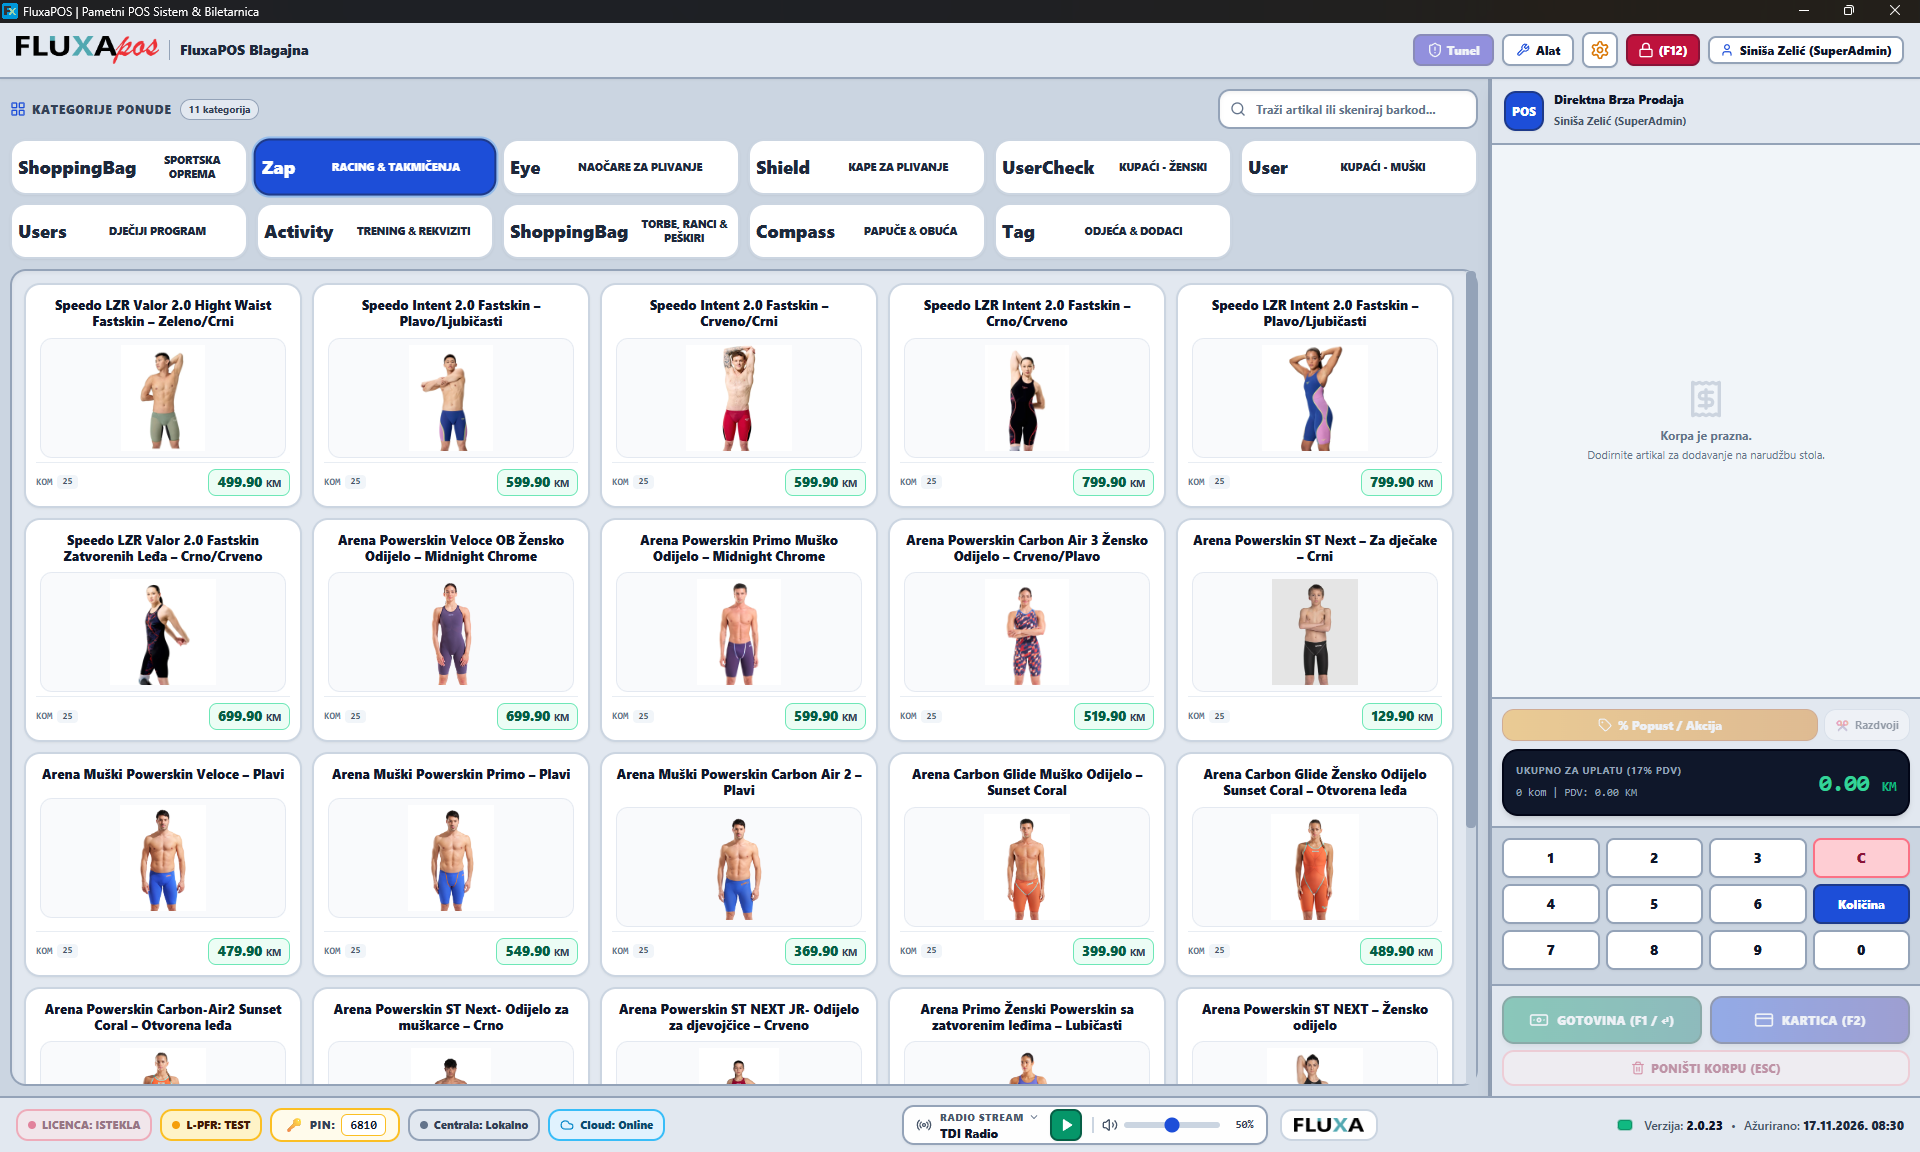 FluxaPOS | Pametni POS Sistem & Biletarnica
FLUXApos
FluxaPOS Blagajna
Tunel
Alat
(F12)
Siniša Zelić (SuperAdmin)
KATEGORIJE PONUDE
11 kategorija
Traži artikal ili skeniraj barkod...
ShoppingBag
SPORTSKA
OPREMA
Zap
RACING & TAKMIČENJA
Eye
NAOČARE ZA PLIVANJE
Shield
KAPE ZA PLIVANJE
UserCheck
KUPAĆI - ŽENSKI
User
KUPAĆI - MUŠKI
Users
DJEČIJI PROGRAM
Activity
TRENING & REKVIZITI
ShoppingBag
TORBE, RANCI &
PEŠKIRI
Compass
PAPUČE & OBUĆA
Tag
ODJEĆA & DODACI
Speedo LZR Valor 2.0 Hight Waist
Fastskin – Zeleno/Crni
KOM 25
499.90 KM
Speedo Intent 2.0 Fastskin –
Plavo/Ljubičasti
KOM 25
599.90 KM
Speedo Intent 2.0 Fastskin –
Crveno/Crni
KOM 25
599.90 KM
Speedo LZR Intent 2.0 Fastskin –
Crno/Crveno
KOM 25
799.90 KM
Speedo LZR Intent 2.0 Fastskin –
Plavo/Ljubičasti
KOM 25
799.90 KM
Speedo LZR Valor 2.0 Fastskin
Zatvorenih Leđa – Crno/Crveno
KOM 25
699.90 KM
Arena Powerskin Veloce OB Žensko
Odijelo – Midnight Chrome
KOM 25
699.90 KM
Arena Powerskin Primo Muško
Odijelo – Midnight Chrome
KOM 25
599.90 KM
Arena Powerskin Carbon Air 3 Žensko
Odijelo – Crveno/Plavo
KOM 25
519.90 KM
Arena Powerskin ST Next – Za dječake
– Crni
KOM 25
129.90 KM
Arena Muški Powerskin Veloce – Plavi
KOM 25
479.90 KM
Arena Muški Powerskin Primo – Plavi
KOM 25
549.90 KM
Arena Muški Powerskin Carbon Air 2 –
Plavi
KOM 25
369.90 KM
Arena Carbon Glide Muško Odijelo –
Sunset Coral
KOM 25
399.90 KM
Arena Carbon Glide Žensko Odijelo
Sunset Coral – Otvorena leđa
KOM 25
489.90 KM
Arena Powerskin Carbon-Air2 Sunset
Coral – Otvorena leđa
Arena Powerskin ST Next- Odijelo za
muškarce – Crno
Arena Powerskin ST NEXT JR- Odijelo
za djevojčice – Crveno
Arena Primo Ženski Powerskin sa
zatvorenim leđima – Lubičasti
Arena Powerskin ST NEXT – Žensko
odijelo
POS
Direktna Brza Prodaja
Siniša Zelić (SuperAdmin)
Korpa je prazna.
Dodirnite artikal za dodavanje na narudžbu stola.
% Popust / Akcija
Razdvoji
UKUPNO ZA UPLATU (17% PDV)
0 kom | PDV: 0.00 KM
0.00 KM
1 2 3 C
4 5 6 Količina
7 8 9 0
GOTOVINA (F1 / ⏎)
KARTICA (F2)
PONIŠTI KORPU (ESC)
LICENCA: ISTEKLA
L-PFR: TEST
PIN: 6810
Centrala: Lokalno
Cloud: Online
RADIO STREAM
TDI Radio
50%
FLUXA
Verzija: 2.0.23 • Ažurirano: 17.11.2026. 08:30